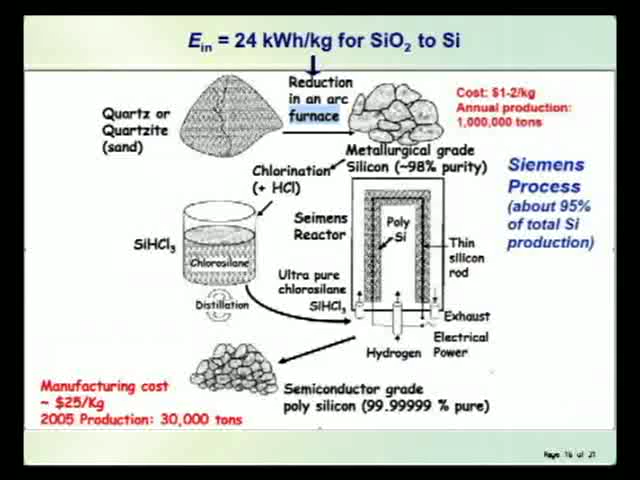 Ein = 24 kWh/kg for SiO2 to Si
Reduction
in an arc
furnace
Quartz or
Quartzite
(sand)
Cost: $1-2/kg
Annual production:
1,000,000 tons
Metallurgical grade
Silicon (~98% purity)
Chlorination
(+ HCl)
Siemens
Process
(about 95%
of total Si
production)
Seimens
Reactor
Poly
Si
SiHCl3
Chlorosilane
Thin
silicon
rod
Ultra pure
chlorosilane
SiHCl3
Distillation
Exhaust
Electrical
Power
Hydrogen
Manufacturing cost
~ $25/Kg
2005 Production: 30,000 tons
Semiconductor grade
poly silicon (99.99999 % pure)
Page 16 of 31